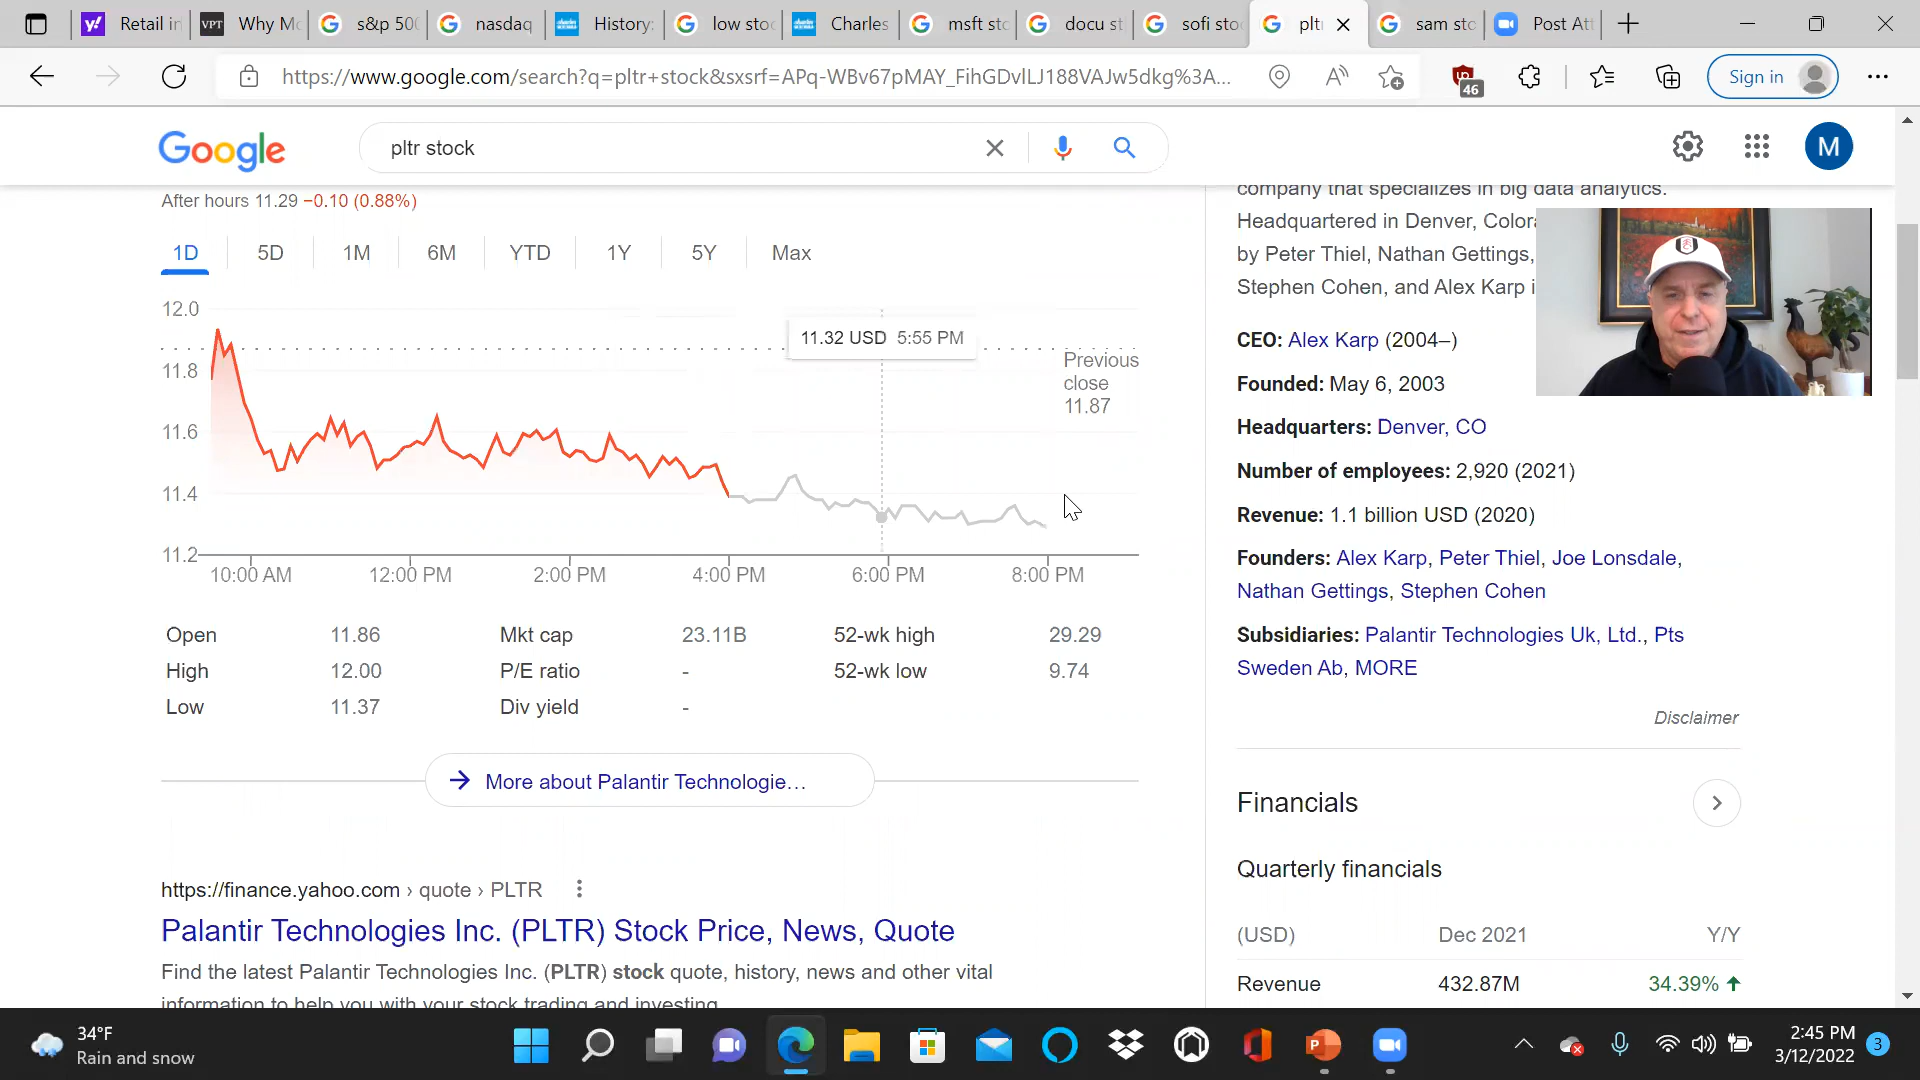 Retail in
VPT
Why Mo
s&p 500
nasdaq
History:
low stoc
Charles
msft sto
docu st
sofi sto
plt
sam sto
Post Att
https://www.google.com/search?q=pltr+stock&sxsrf=APq-WBv67pMAY_FihGDvlLJ188VAJw5dkg%3A...
46
Sign in
Google
pltr stock
M
After hours 11.29 −0.10 (0.88%)
1D 5D 1M 6M YTD 1Y 5Y Max
12.0
11.8
11.6
11.4
11.2
11.32 USD 5:55 PM
Previous
close
11.87
10:00 AM 12:00 PM 2:00 PM 4:00 PM 6:00 PM 8:00 PM
Open 11.86 Mkt cap 23.11B 52-wk high 29.29
High 12.00 P/E ratio - 52-wk low 9.74
Low 11.37 Div yield -
More about Palantir Technologie...
https://finance.yahoo.com › quote › PLTR
Palantir Technologies Inc. (PLTR) Stock Price, News, Quote
Find the latest Palantir Technologies Inc. (PLTR) stock quote, history, news and other vital
information to help you with your stock trading and investing.
company that specializes in big data analytics.
Headquartered in Denver, Colora
by Peter Thiel, Nathan Gettings,
Stephen Cohen, and Alex Karp i
CEO: Alex Karp (2004–)
Founded: May 6, 2003
Headquarters: Denver, CO
Number of employees: 2,920 (2021)
Revenue: 1.1 billion USD (2020)
Founders: Alex Karp, Peter Thiel, Joe Lonsdale,
Nathan Gettings, Stephen Cohen
Subsidiaries: Palantir Technologies Uk, Ltd., Pts
Sweden Ab, MORE
Disclaimer
Financials
Quarterly financials
(USD) Dec 2021 Y/Y
Revenue 432.87M 34.39%
34°F
Rain and snow
2:45 PM
3/12/2022
3